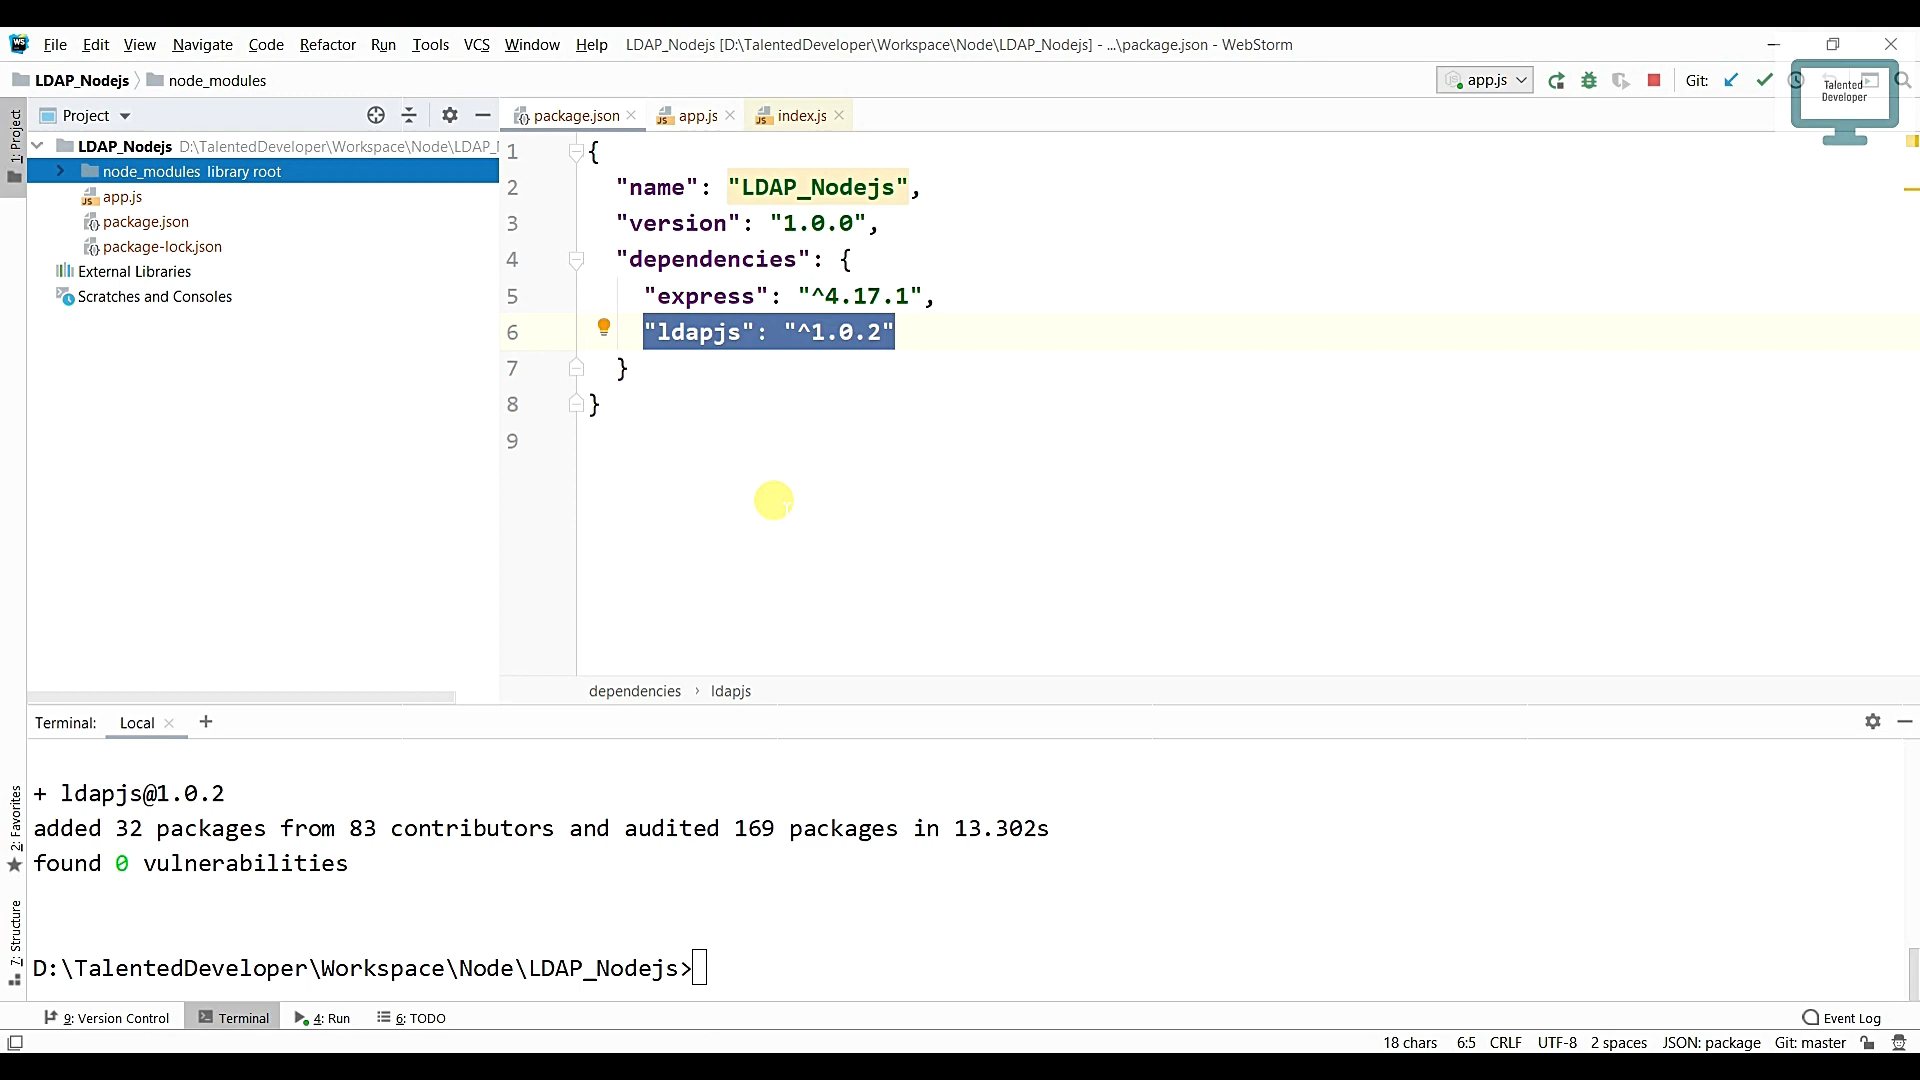 File Edit View Navigate Code Refactor Run Tools VCS Window Help LDAP_Nodejs [D:\TalentedDeveloper\Workspace\Node\LDAP_Nodejs] - ...\package.json - WebStorm
LDAP_Nodejs node_modules app.js Git:
Talented
Developer
1: Project
Project package.json app.js index.js
LDAP_Nodejs D:\TalentedDeveloper\Workspace\Node\LDAP_
node_modules library root
app.js
package.json
package-lock.json
External Libraries
Scratches and Consoles
1 {
2 "name": "LDAP_Nodejs",
3 "version": "1.0.0",
4 "dependencies": {
5 "express": "^4.17.1",
6 "ldapjs": "^1.0.2"
7 }
8 }
9
dependencies › ldapjs
Terminal: Local +
+ ldapjs@1.0.2
added 32 packages from 83 contributors and audited 169 packages in 13.302s
found 0 vulnerabilities
D:\TalentedDeveloper\Workspace\Node\LDAP_Nodejs>
2: Favorites
7: Structure
9: Version Control Terminal 4: Run 6: TODO Event Log
18 chars 6:5 CRLF UTF-8 2 spaces JSON: package Git: master